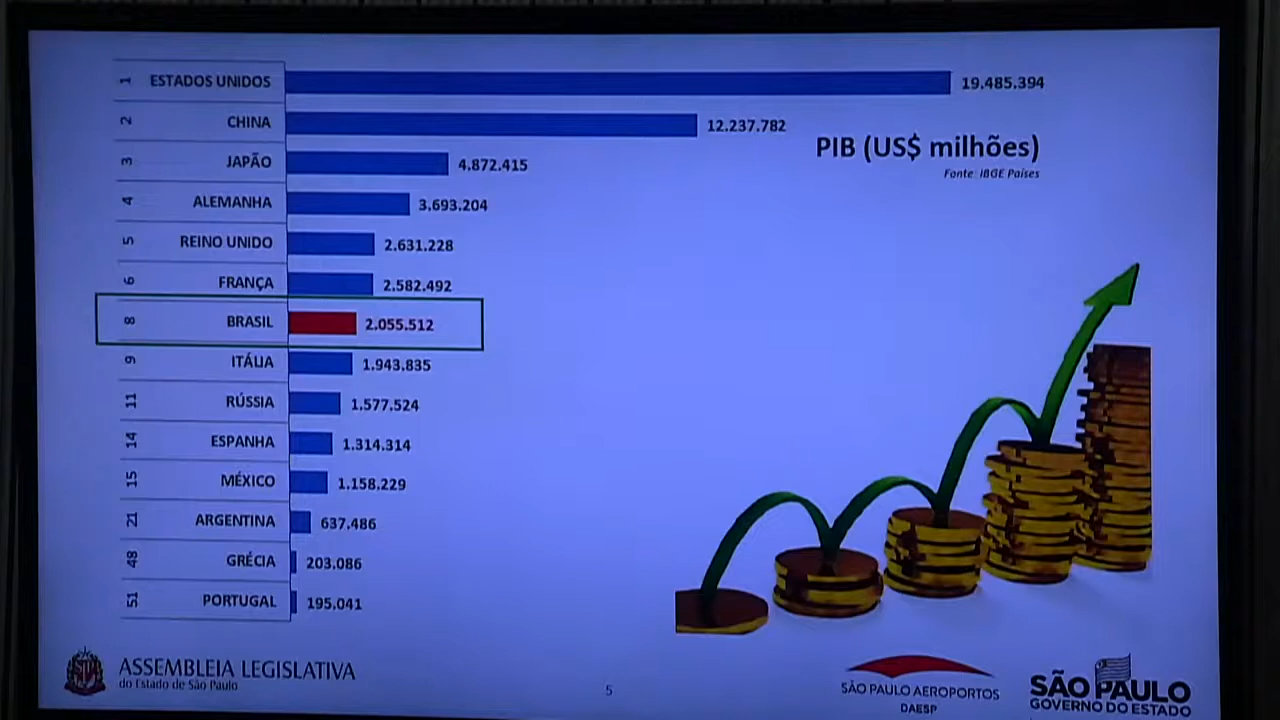 1 ESTADOS UNIDOS 19.485.394
2 CHINA 12.237.782
PIB (US$ milhões)
Fonte: IBGE Países
3 JAPÃO 4.872.415
4 ALEMANHA 3.693.204
5 REINO UNIDO 2.631.228
6 FRANÇA 2.582.492
8 BRASIL 2.055.512
9 ITÁLIA 1.943.835
11 RÚSSIA 1.577.524
14 ESPANHA 1.314.314
15 MÉXICO 1.158.229
21 ARGENTINA 637.486
48 GRÉCIA 203.086
51 PORTUGAL 195.041
ASSEMBLEIA LEGISLATIVA
do Estado de São Paulo
5
SÃO PAULO AEROPORTOS
DAESP
SÃO PAULO
GOVERNO DO ESTADO